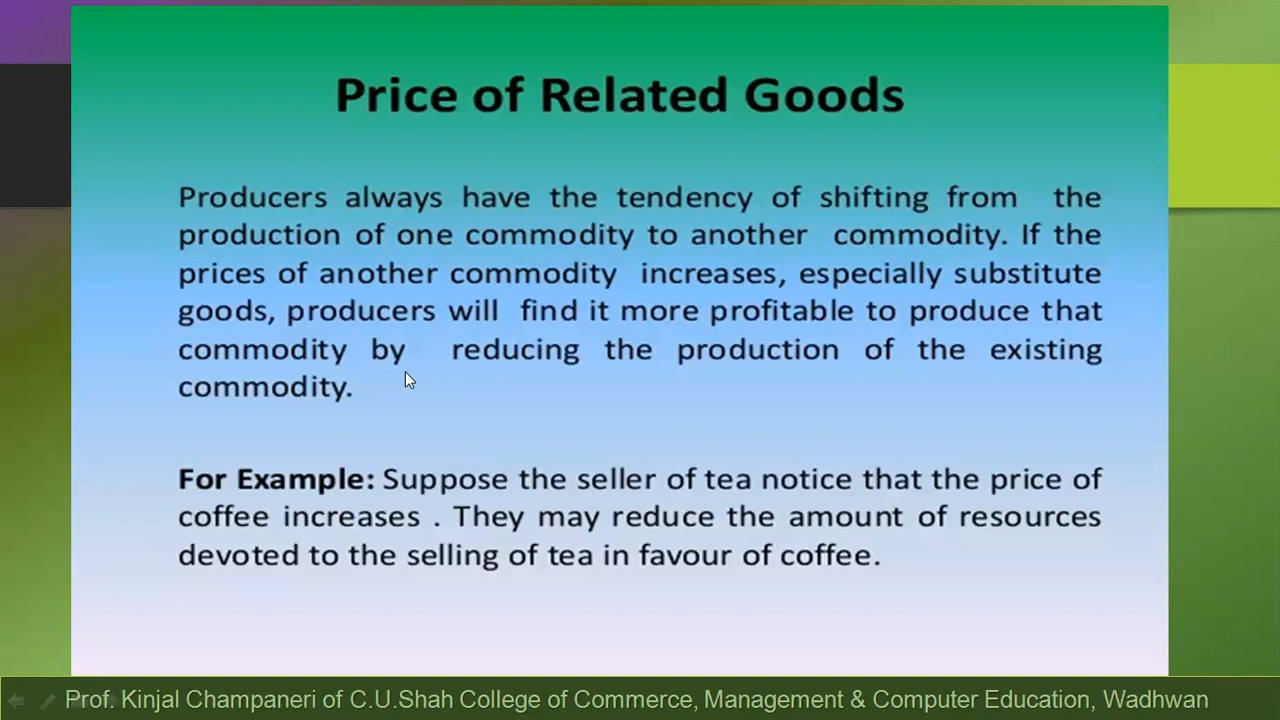 Price of Related Goods
Producers always have the tendency of shifting from the
production of one commodity to another commodity. If the
prices of another commodity increases, especially substitute
goods, producers will find it more profitable to produce that
commodity by reducing the production of the existing
commodity.
For Example: Suppose the seller of tea notice that the price of
coffee increases . They may reduce the amount of resources
devoted to the selling of tea in favour of coffee.
Prof. Kinjal Champaneri of C.U.Shah College of Commerce, Management & Computer Education, Wadhwan